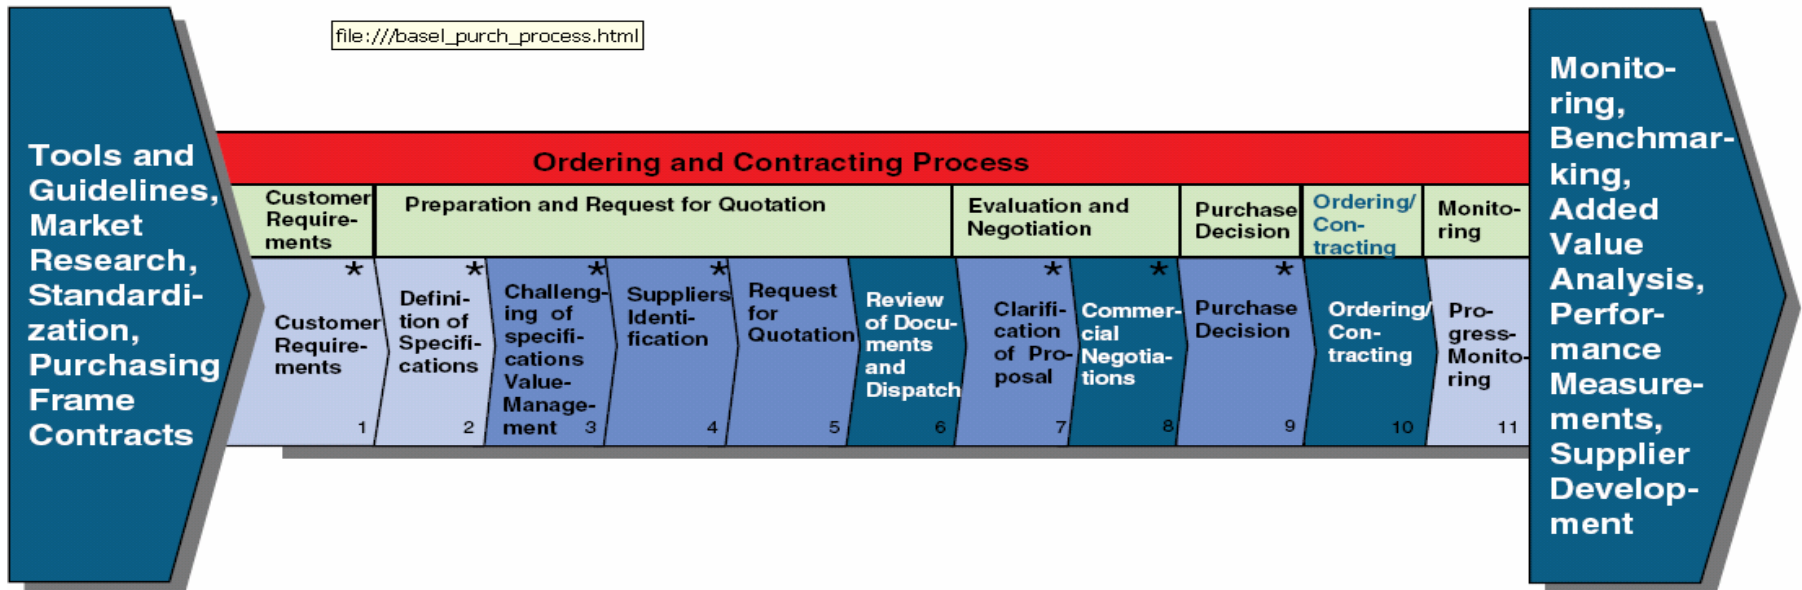 file:///basel_purch_process.html
Tools and
Guidelines,
Market
Research,
Standardi-
zation,
Purchasing
Frame
Contracts
Ordering and Contracting Process
Customer
Require-
ments
Preparation and Request for Quotation
Evaluation and
Negotiation
Purchase
Decision
Ordering/
Con-
tracting
Monito-
ring
*
Customer
Require-
ments
1
*
Defini-
tion of
Specifi-
cations
2
*
Challeng-
ing of
specifi-
cations
Value-
Manage-
ment 3
*
Suppliers
Identi-
fication
4
Request
for
Quotation
5
Review
of Docu-
ments
and
Dispatch
6
*
Clarifi-
cation
of Pro-
posal
7
*
Commer-
cial
Negotia-
tions
8
*
Purchase
Decision
9
Ordering/
Con-
tracting
10
Pro-
gress-
Monito-
ring
11
Monito-
ring,
Benchmar-
king,
Added
Value
Analysis,
Perfor-
mance
Measure-
ments,
Supplier
Develop-
ment